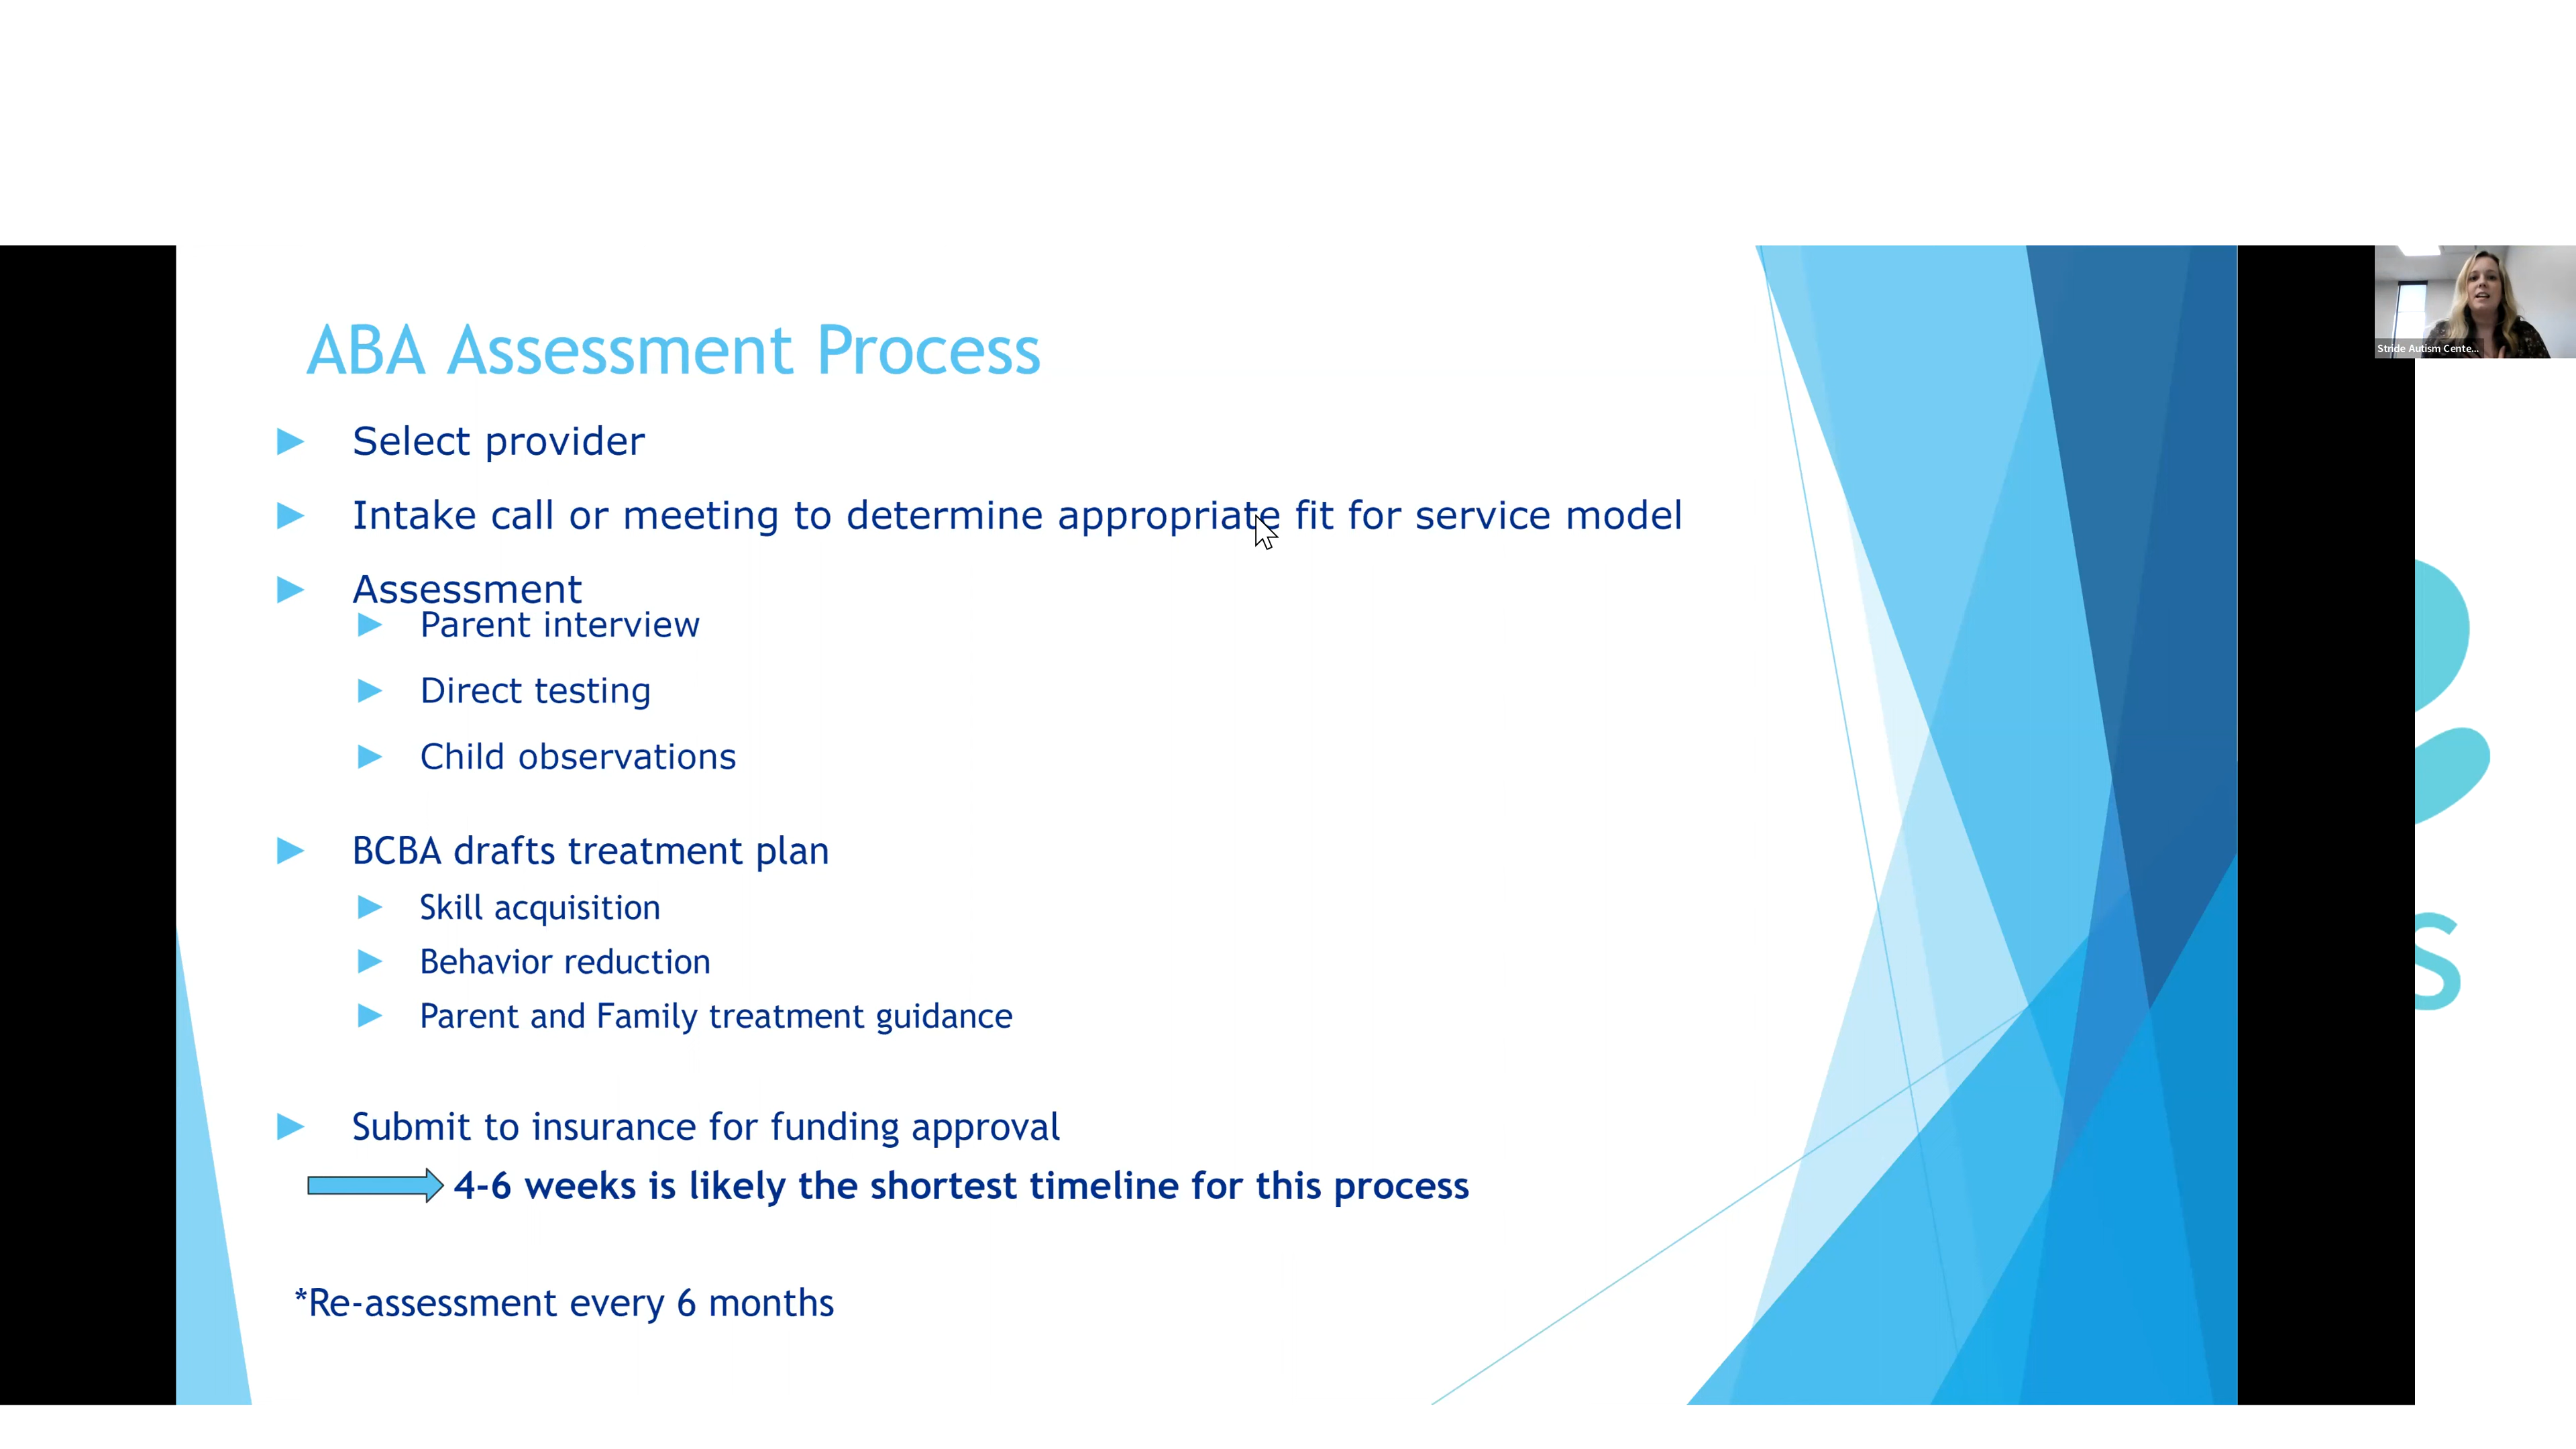 ABA Assessment Process
Select provider
Intake call or meeting to determine appropriate fit for service model
Assessment
Parent interview
Direct testing
Child observations
BCBA drafts treatment plan
Skill acquisition
Behavior reduction
Parent and Family treatment guidance
Submit to insurance for funding approval
4-6 weeks is likely the shortest timeline for this process
*Re-assessment every 6 months
Stride Autism Cente...
s